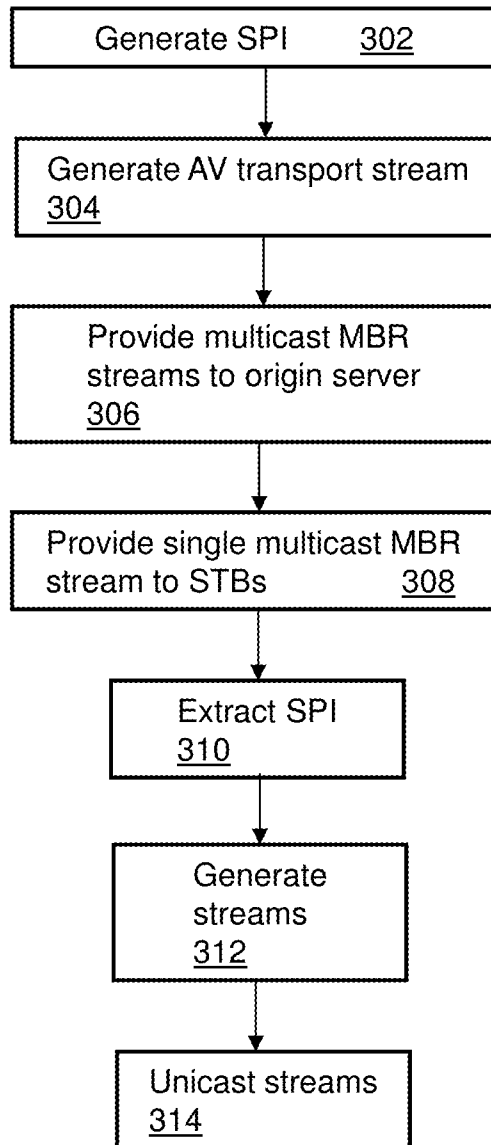 Generate SPI 302
Generate AV transport stream
304
Provide multicast MBR
streams to origin server
306
Provide single multicast MBR
stream to STBs 308
Extract SPI
310
Generate
streams
312
Unicast streams
314